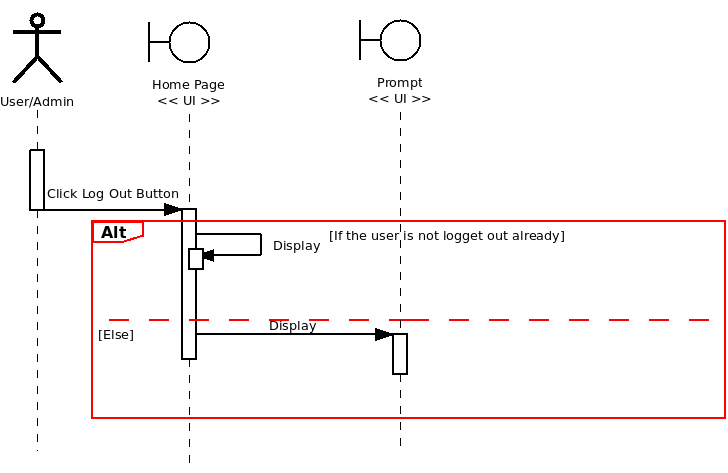 User/Admin
Home Page
<< UI >>
Prompt
<< UI >>
Click Log Out Button
Alt
[If the user is not logget out already]
Display
Display
[Else]